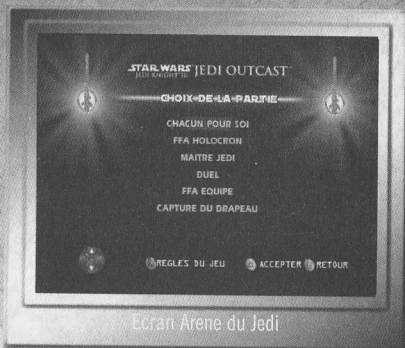 STAR WARS JEDI OUTCAST
JEDI KNIGHT II
CHOIX-DE-LA-PARTIE
CHACUN POUR SOI
FFA HOLOCRON
MAITRE JEDI
DUEL
FFA EQUIPE
CAPTURE DU DRAPEAU
REGLES DU JEU ACCEPTER RETOUR
Ecran Arene du Jedi